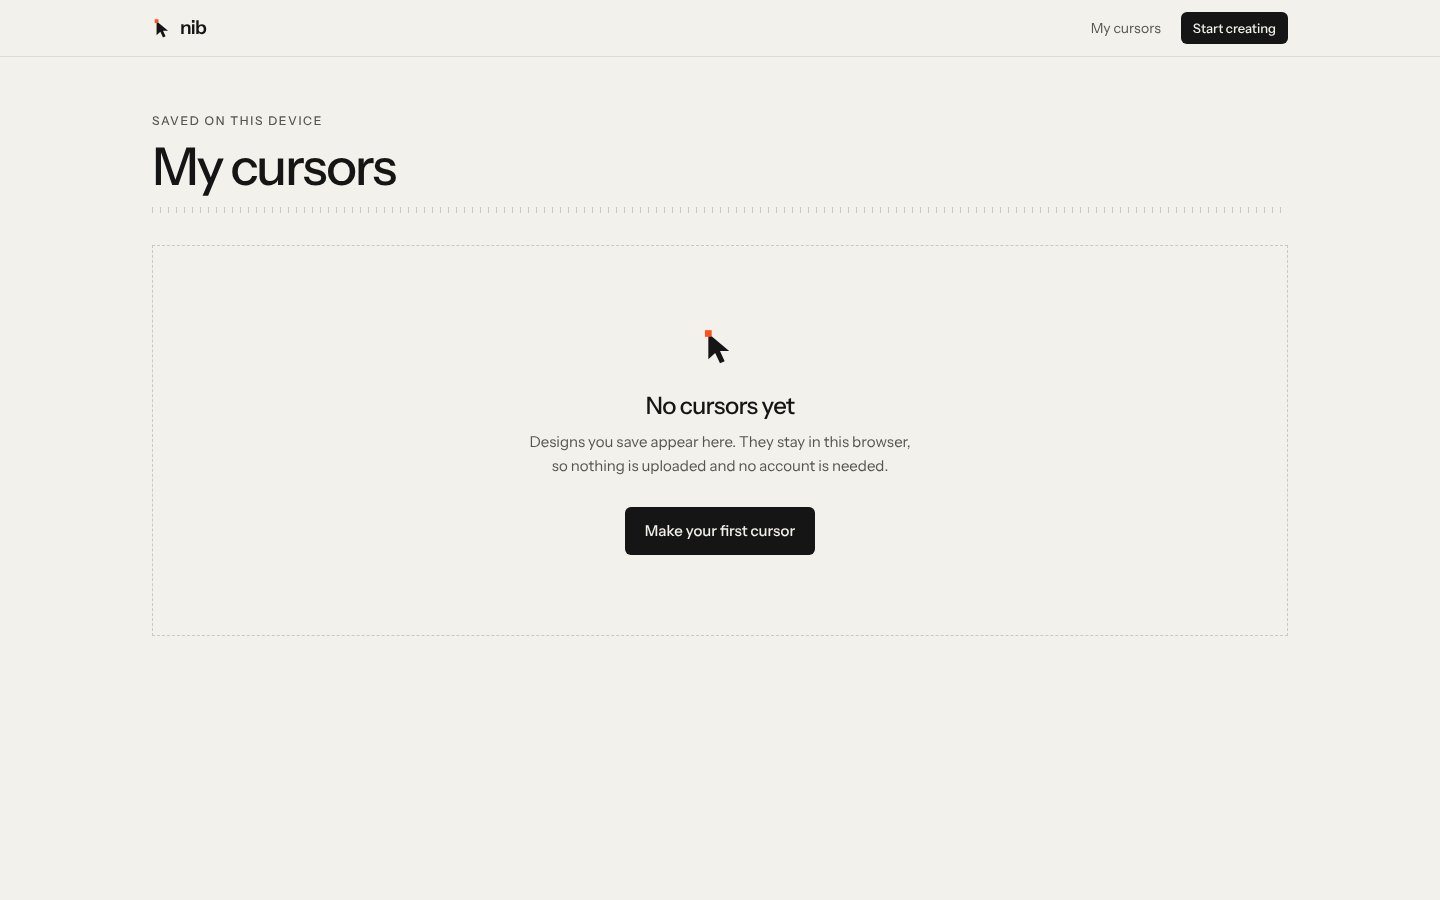 nib
My cursors
Start creating
SAVED ON THIS DEVICE
My cursors
No cursors yet
Designs you save appear here. They stay in this browser,
so nothing is uploaded and no account is needed.
Make your first cursor